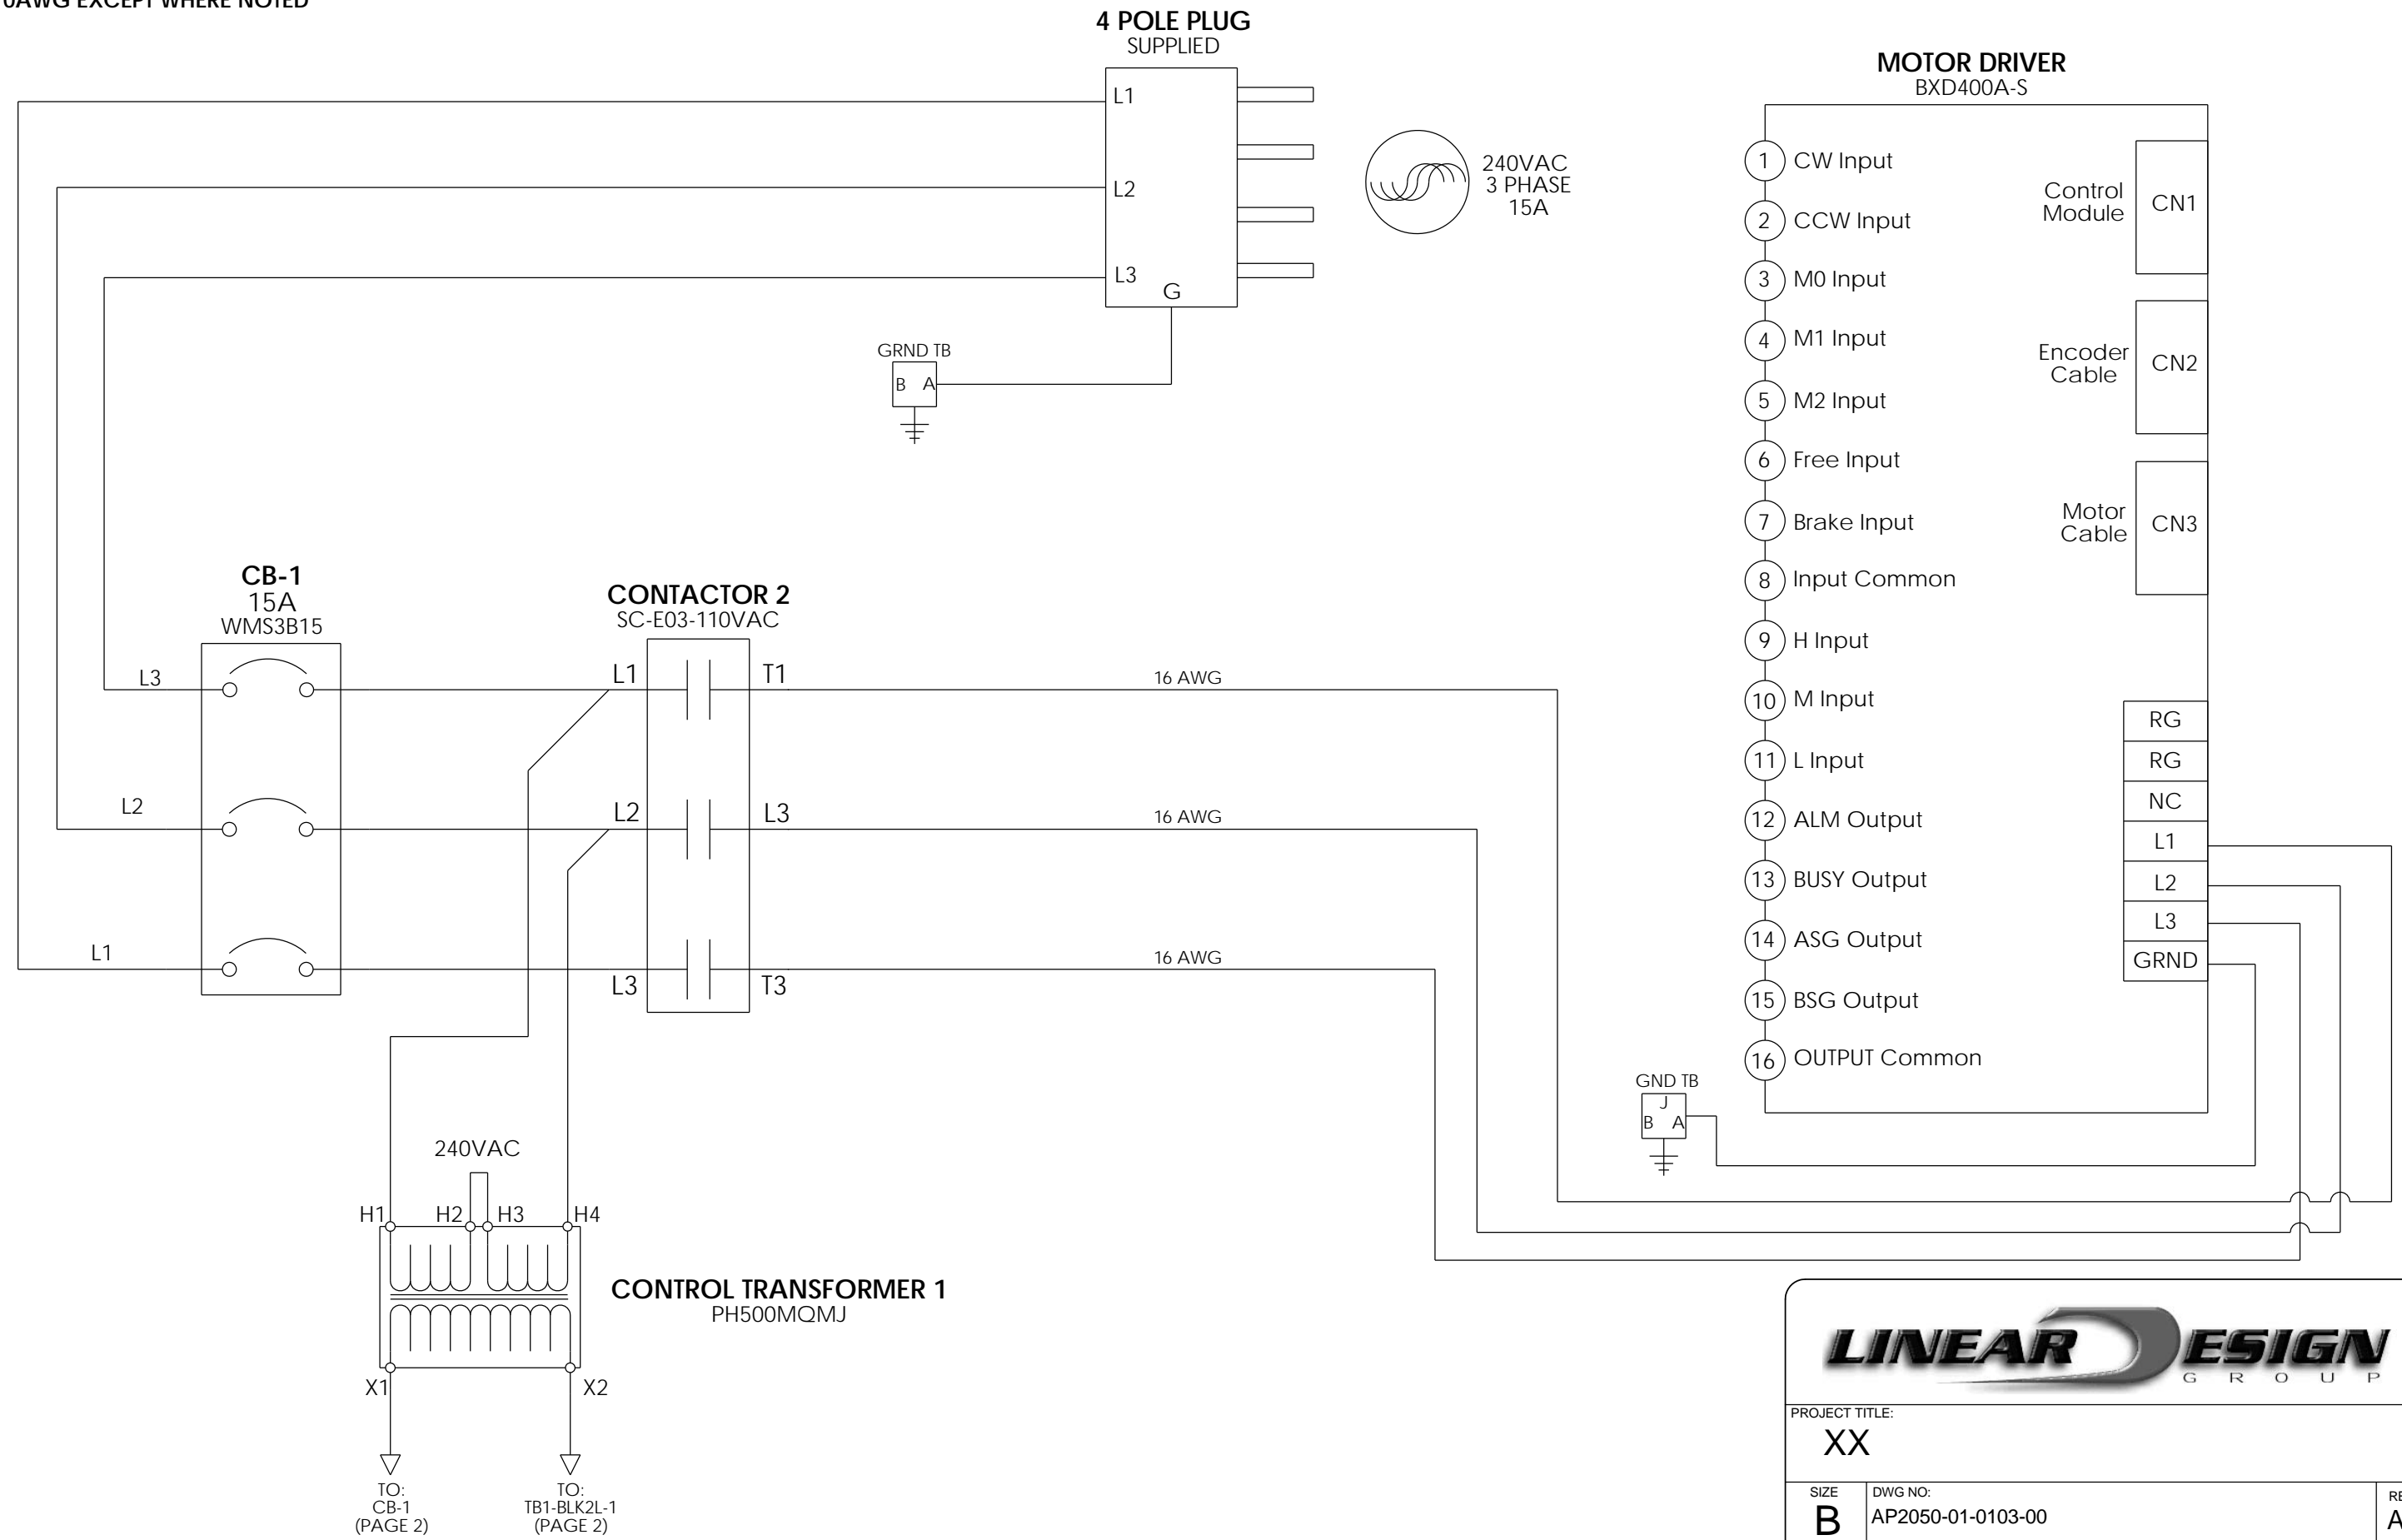 0AWG EXCEPT WHERE NOTED
4 POLE PLUG
SUPPLIED
L1
L2
L3
G
240VAC
3 PHASE
15A
GRND TB
B A
MOTOR DRIVER
BXD400A-S
1 CW Input
2 CCW Input
3 M0 Input
4 M1 Input
5 M2 Input
6 Free Input
7 Brake Input
8 Input Common
9 H Input
10 M Input
11 L Input
12 ALM Output
13 BUSY Output
14 ASG Output
15 BSG Output
16 OUTPUT Common
Control
Module
CN1
Encoder
Cable
CN2
Motor
Cable
CN3
RG
RG
NC
L1
L2
L3
GRND
CB-1
15A
WMS3B15
L3
L2
L1
CONTACTOR 2
SC-E03-110VAC
L1
T1
16 AWG
L2
L3
16 AWG
L3
T3
16 AWG
GND TB
J
B A
240VAC
H1
H2
H3
H4
CONTROL TRANSFORMER 1
PH500MQMJ
X1
X2
TO:
CB-1
(PAGE 2)
TO:
TB1-BLK2L-1
(PAGE 2)
LINEAR DESIGN
GROUP
PROJECT TITLE:
XX
SIZE
B
DWG NO:
AP2050-01-0103-00